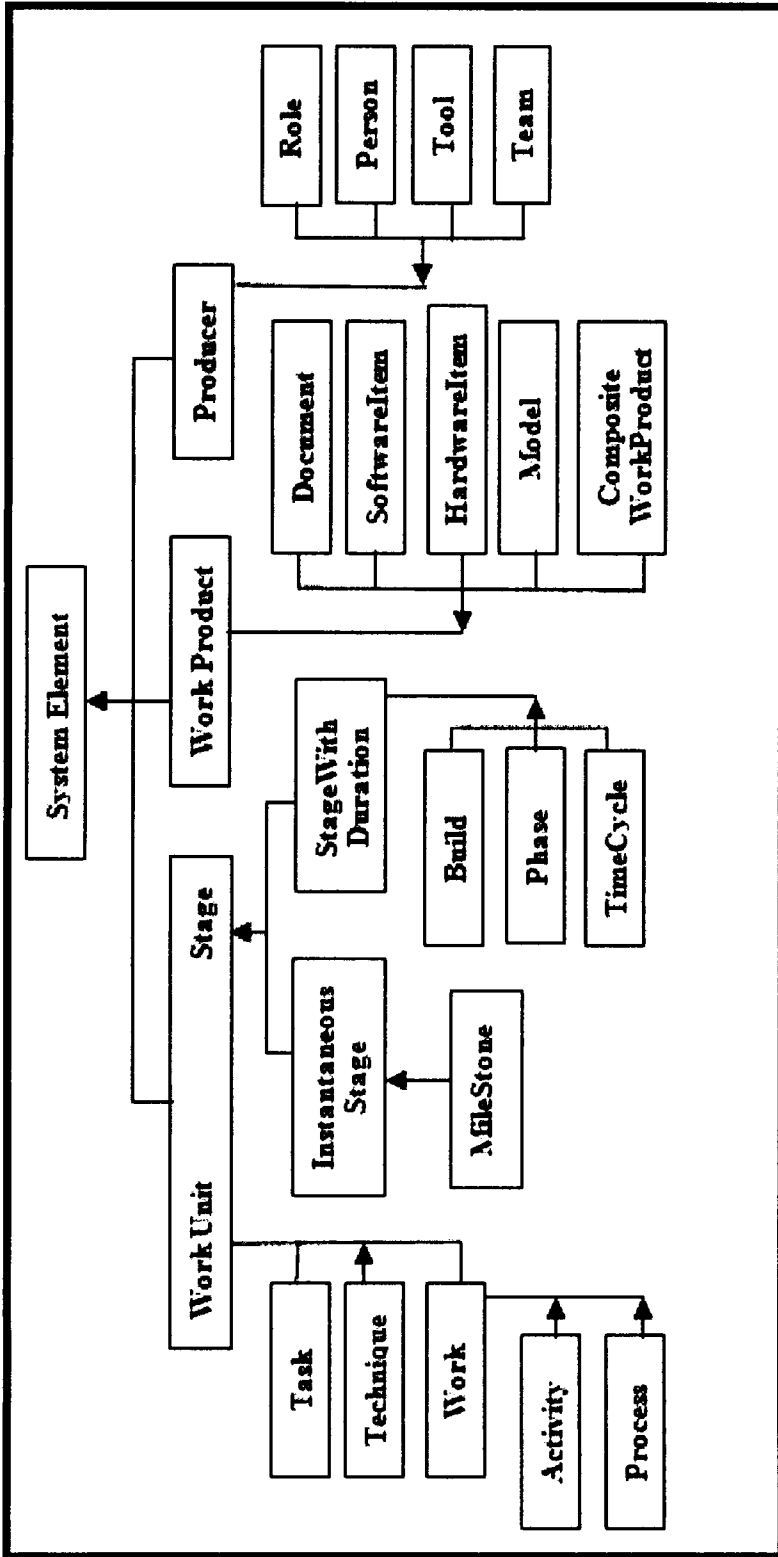 System Element
Work Unit
Stage
Work Product
Producer
Task
Technique
Work
Activity
Process
Instantaneous
Stage
MileStone
StageWith
Duration
Build
Phase
TimeCycle
Document
SoftwareItem
HardwareItem
Model
Composite
WorkProduct
Role
Person
Tool
Team